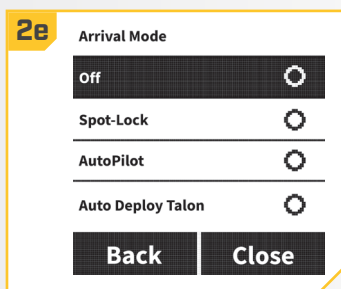 2e
Arrival Mode
Off
Spot-Lock
AutoPilot
Auto Deploy Talon
Back Close